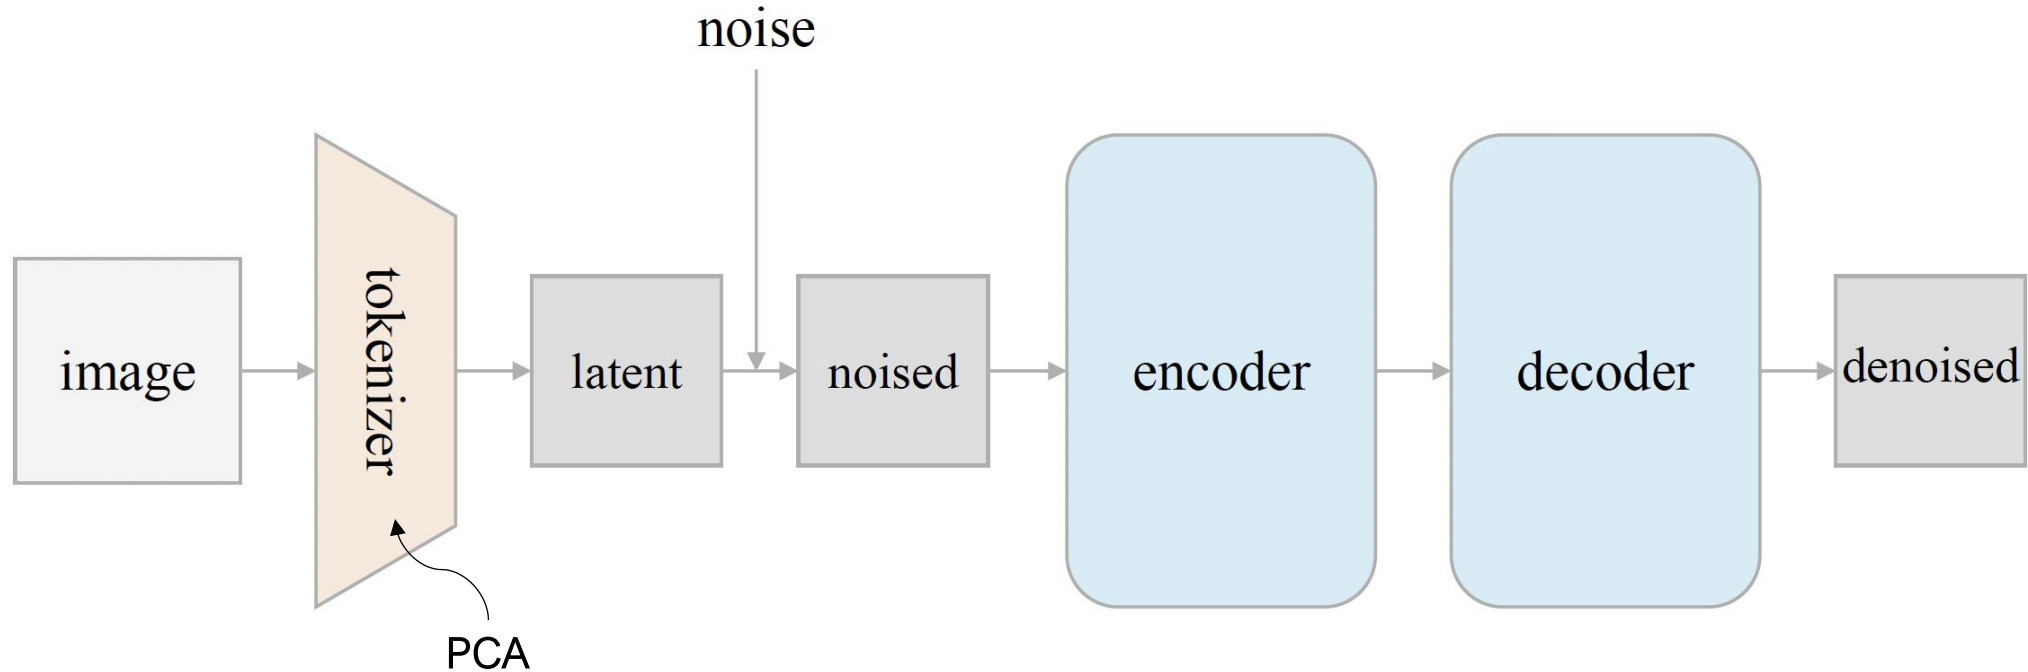 noise
image
tokenizer
latent
noised
encoder
decoder
denoised
PCA